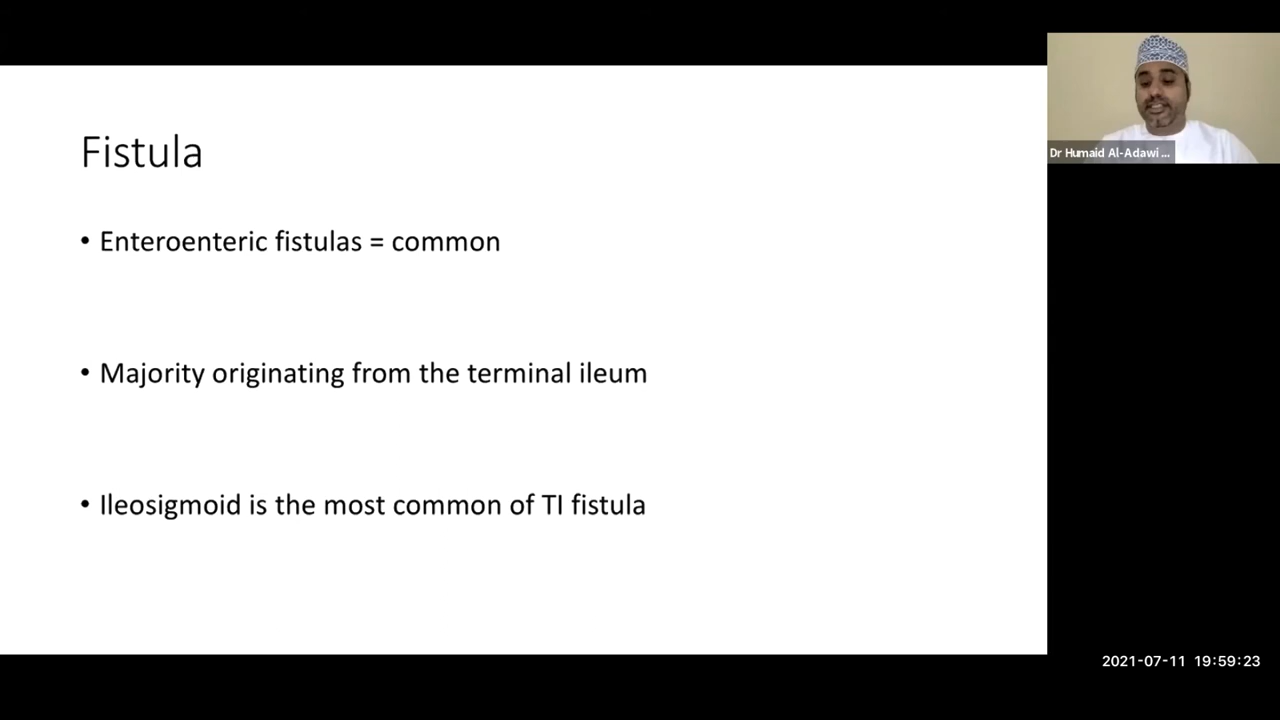 Fistula
• Enteroenteric fistulas = common
• Majority originating from the terminal ileum
• Ileosigmoid is the most common of TI fistula
Dr Humaid Al-Adawi ...
2021-07-11 19:59:23